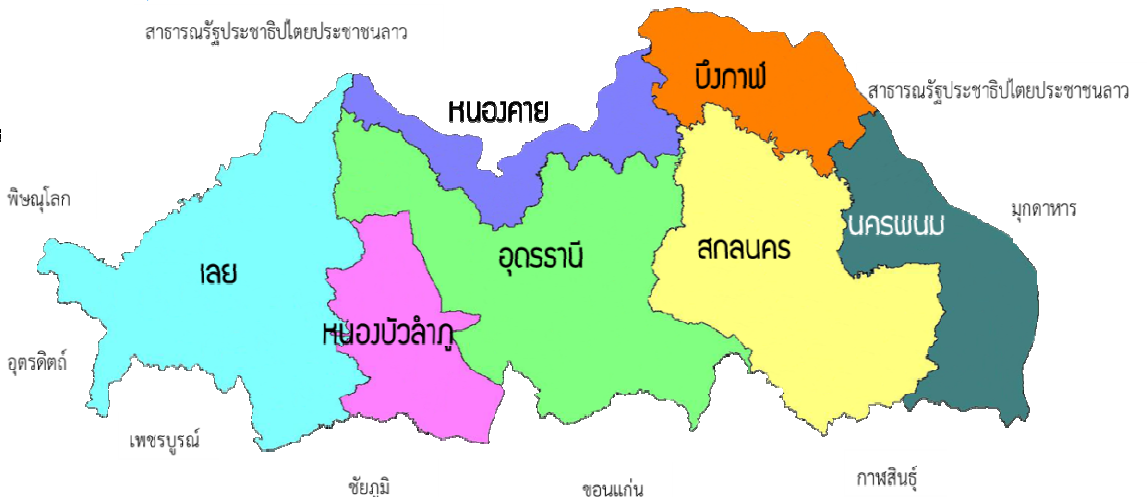 สาธารณรัฐประชาธิปไตยประชาชนลาว
บึงกาฬ
สาธารณรัฐประชาธิปไตยประชาชนลาว
หนองคาย
พิษณุโลก
มุกดาหาร
นครพนม
สกลนคร
อุดรธานี
เลย
หนองบัวลำภู
อุตรดิตถ์
เพชรบูรณ์
กาฬสินธุ์
ชัยภูมิ
ขอนแก่น